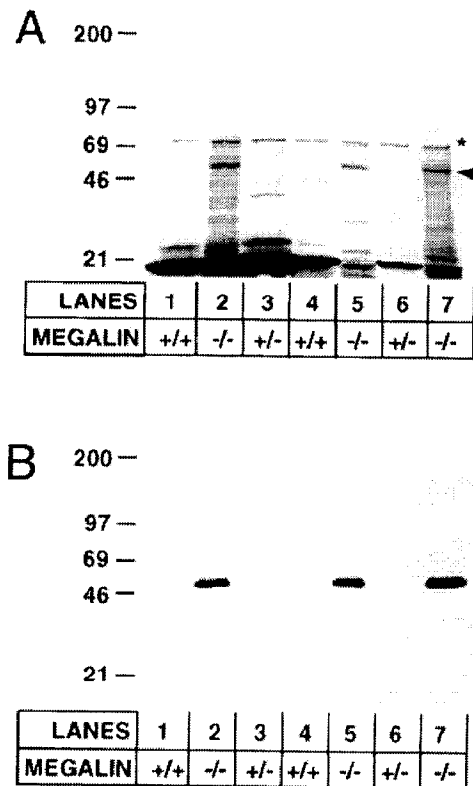 A
200 —
97 —
69 —
*
46 —
21 —
LANES 1 2 3 4 5 6 7
MEGALIN +/+ -/- +/- +/+ -/- +/- -/-
B
200 —
97 —
69 —
46 —
21 —
LANES 1 2 3 4 5 6 7
MEGALIN +/+ -/- +/- +/+ -/- +/- -/-